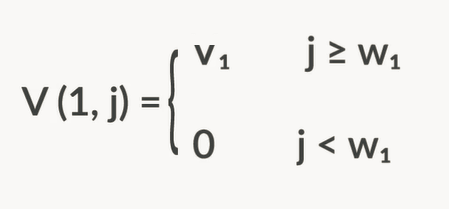 v₁ j ≥ w₁
V (1, j) = {
0 j < w₁